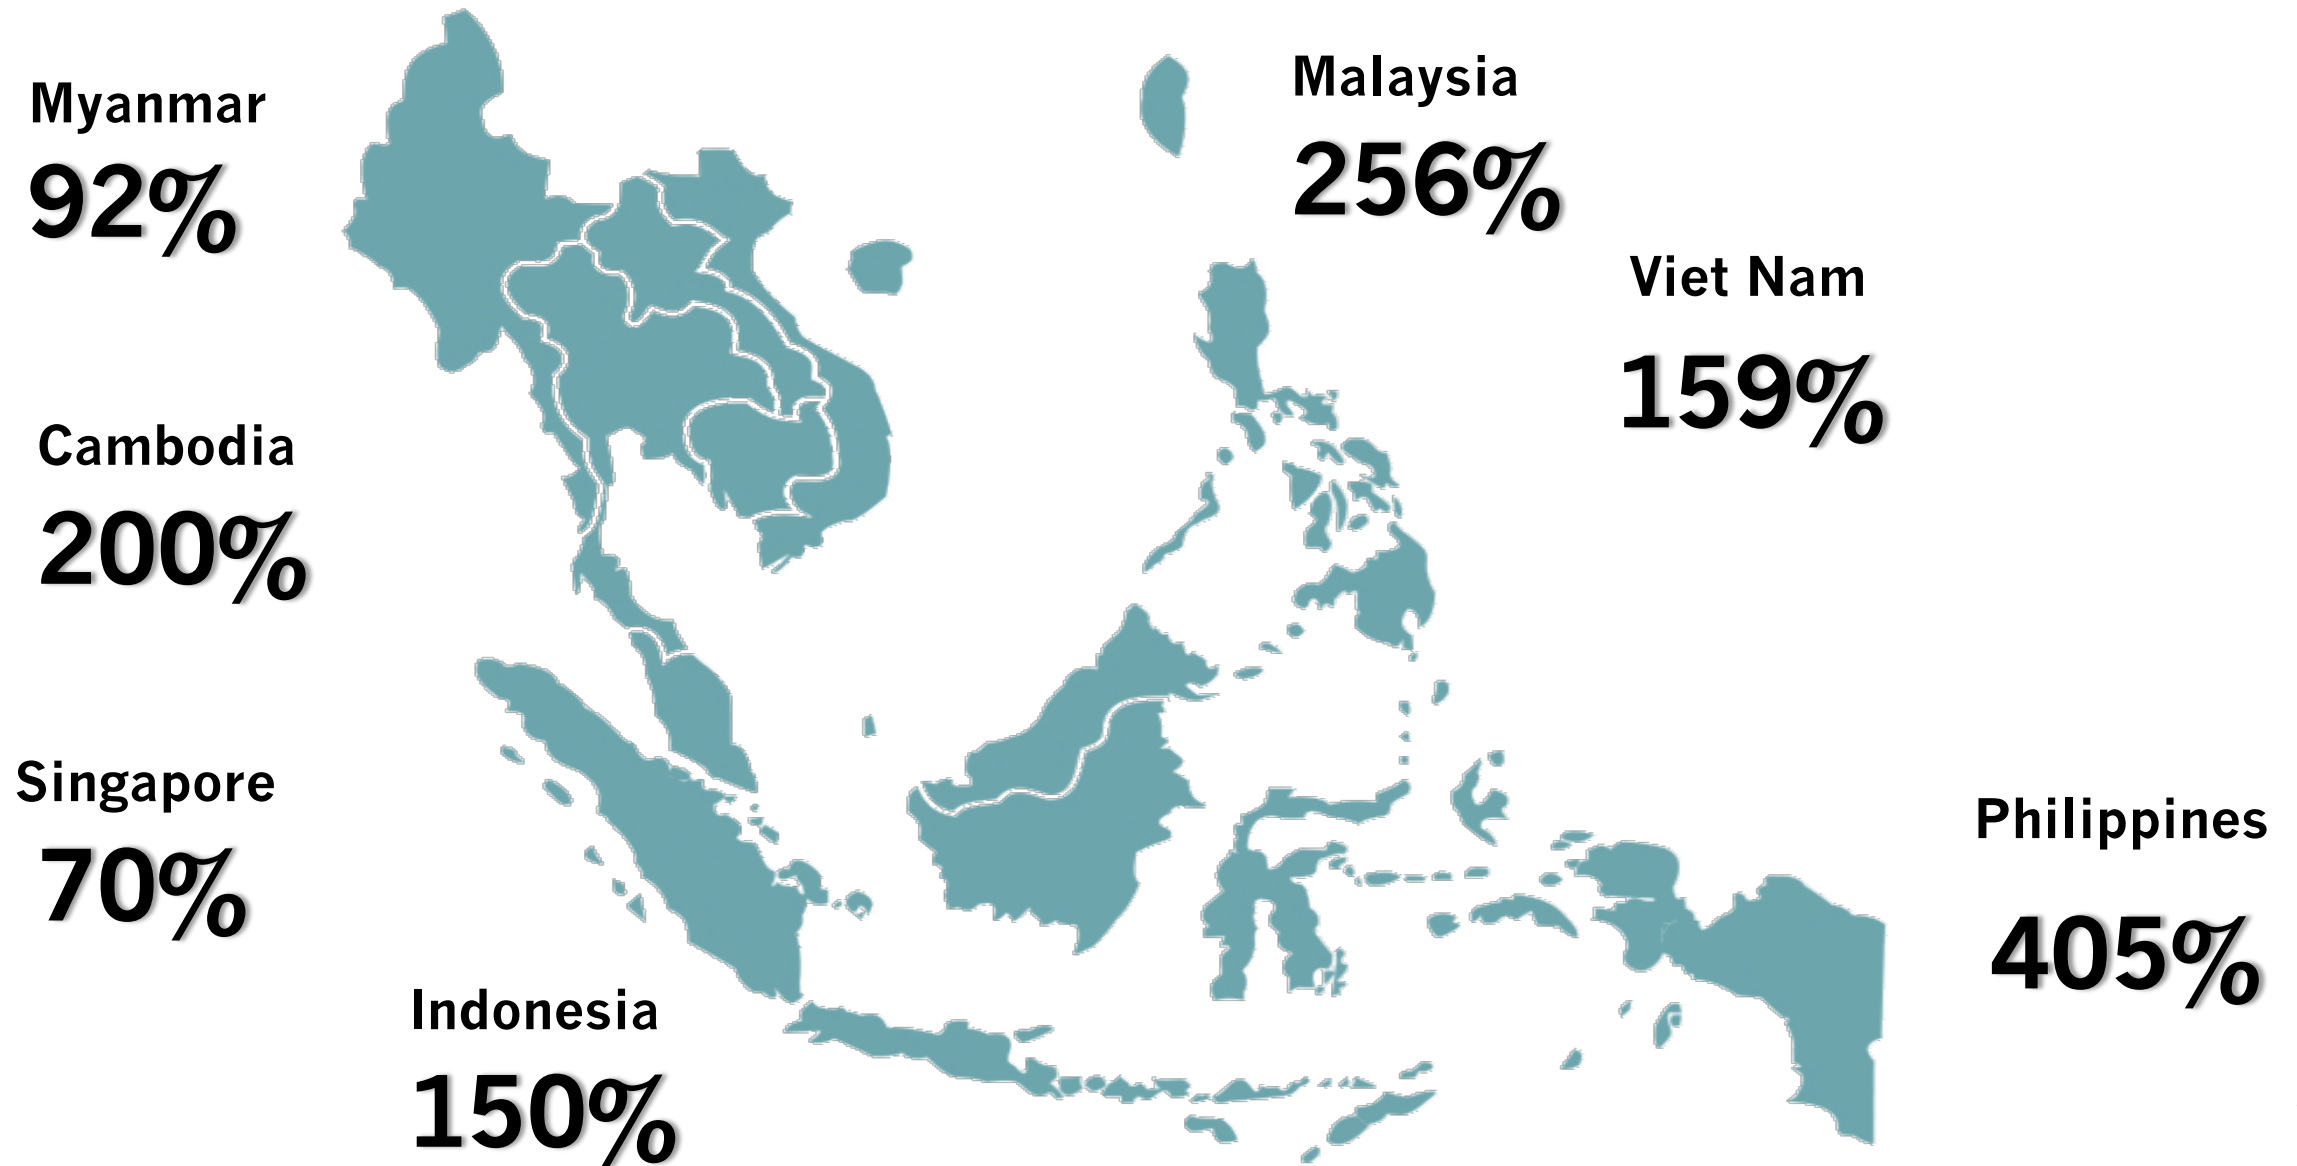 Myanmar
92%
Malaysia
256%
Viet Nam
159%
Cambodia
200%
Singapore
70%
Philippines
405%
Indonesia
150%